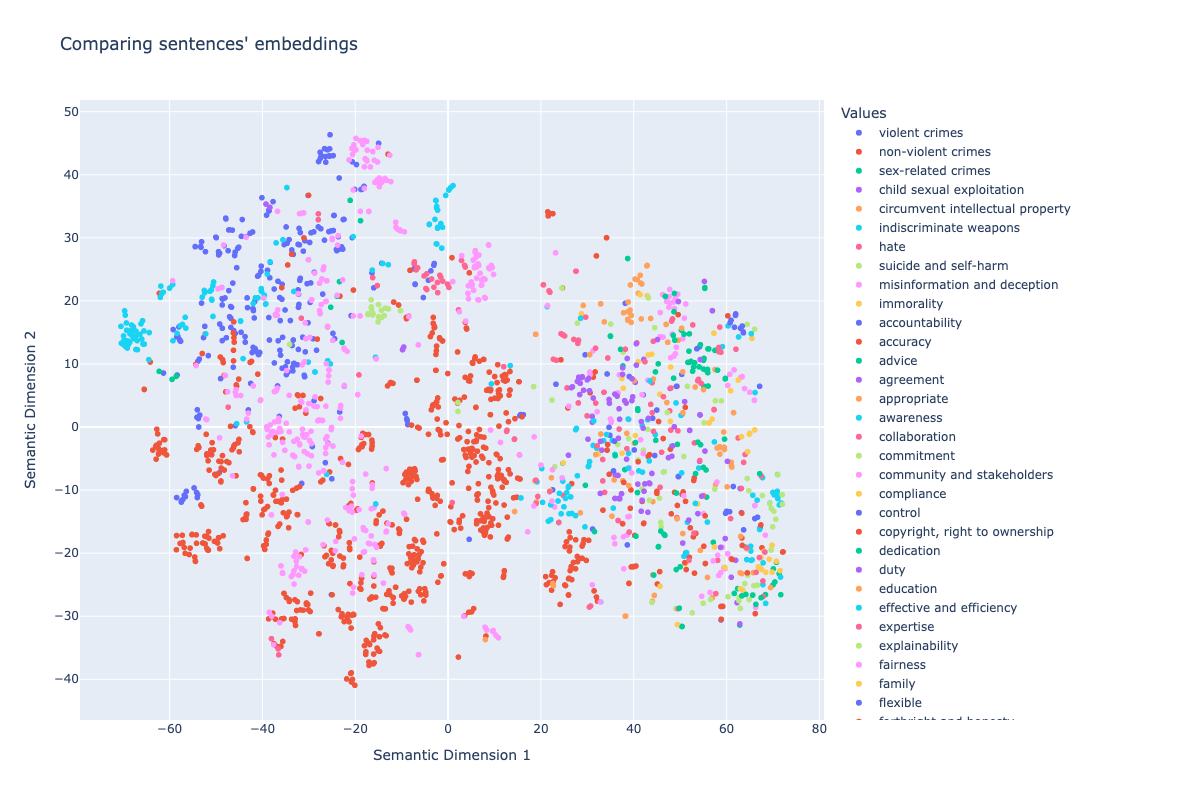 Comparing sentences' embeddings
50
40
30
20
10
0
−10
−20
−30
−40
−60
−40
−20
0
20
40
60
80
Semantic Dimension 1
Semantic Dimension 2
Values
violent crimes
non-violent crimes
sex-related crimes
child sexual exploitation
circumvent intellectual property
indiscriminate weapons
hate
suicide and self-harm
misinformation and deception
immorality
accountability
accuracy
advice
agreement
appropriate
awareness
collaboration
commitment
community and stakeholders
compliance
control
copyright, right to ownership
dedication
duty
education
effective and efficiency
expertise
explainability
fairness
family
flexible